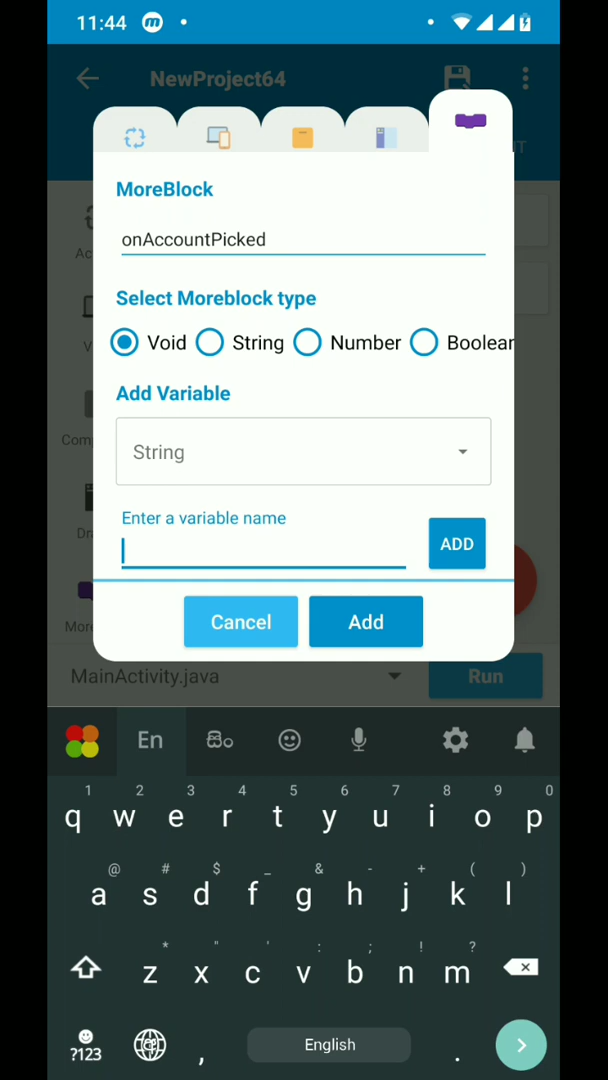 11:44
NewProject64
MoreBlock
onAccountPicked
Select Moreblock type
Void String Number Boolean
Add Variable
String
Enter a variable name
ADD
Cancel Add
MainActivity.java Run
En සිං
1 2 3 4 5 6 7 8 9 0
q w e r t y u i o p
@ # $ _ & - + ( )
a s d f g h j k l
* " ' : ; ! ?
z x c v b n m
?123 , English .